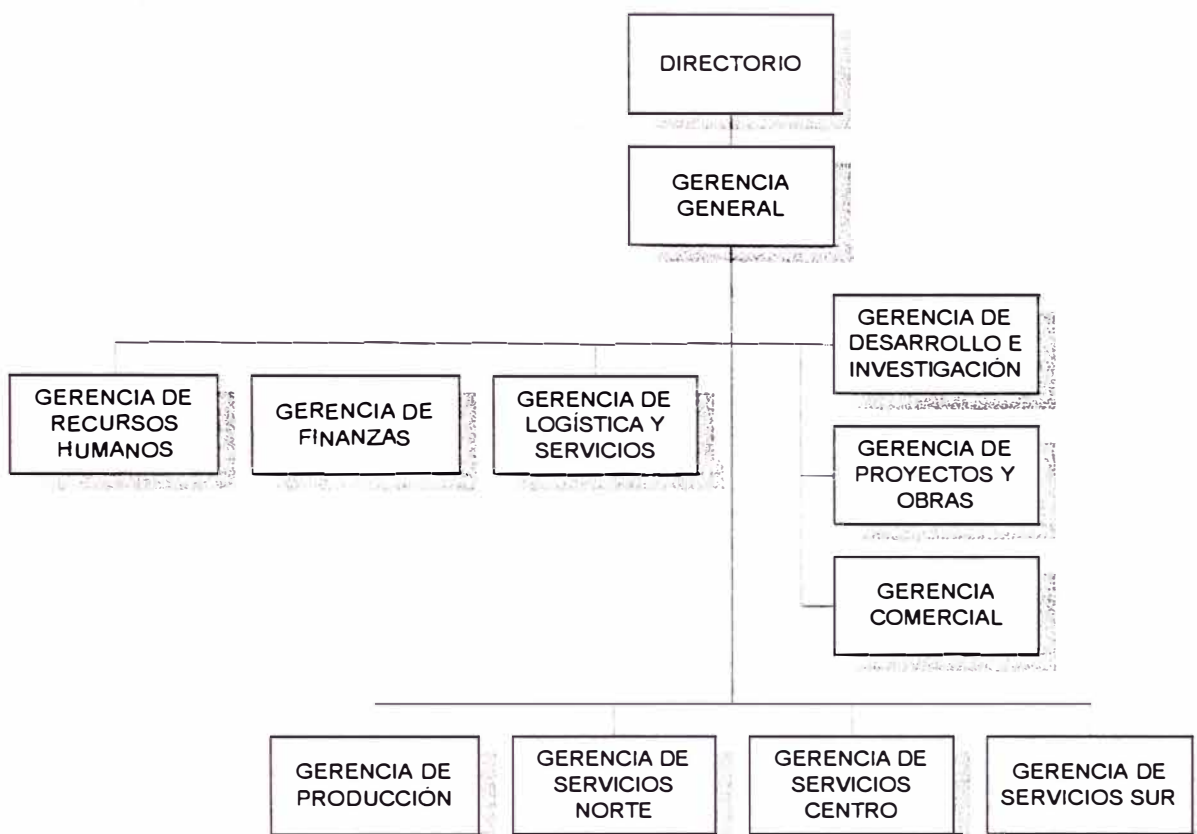 DIRECTORIO
GERENCIA
GENERAL
GERENCIA DE
DESARROLLO E
INVESTIGACIÓN
GERENCIA DE
RECURSOS
HUMANOS
GERENCIA DE
FINANZAS
GERENCIA DE
LOGÍSTICA Y
SERVICIOS
GERENCIA DE
PROYECTOS Y
OBRAS
GERENCIA
COMERCIAL
GERENCIA DE
PRODUCCIÓN
GERENCIA DE
SERVICIOS
NORTE
GERENCIA DE
SERVICIOS
CENTRO
GERENCIA DE
SERVICIOS SUR